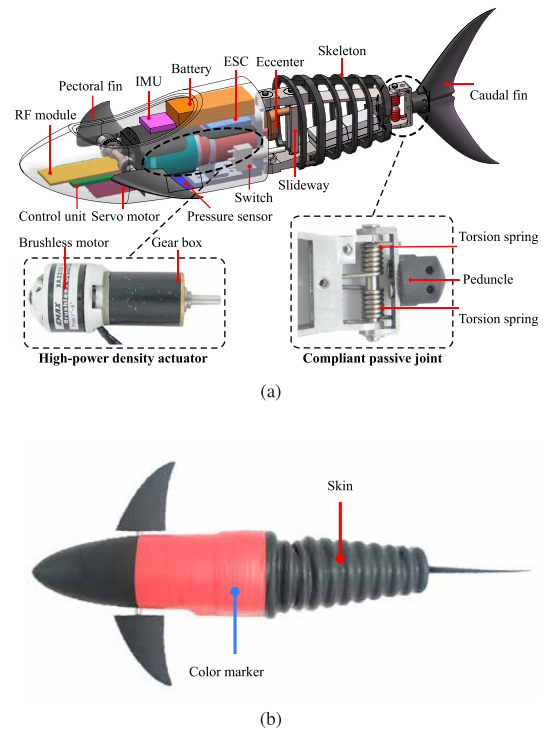 Skeleton
ESC
Eccenter
Battery
IMU
Pectoral fin
Caudal fin
RF module
Slideway
Switch
Control unit
Servo motor
Pressure sensor
Brushless motor
Gear box
Torsion spring
Peduncle
Torsion spring
EMAX
High-power density actuator
Compliant passive joint
(a)
Skin
Color marker
(b)